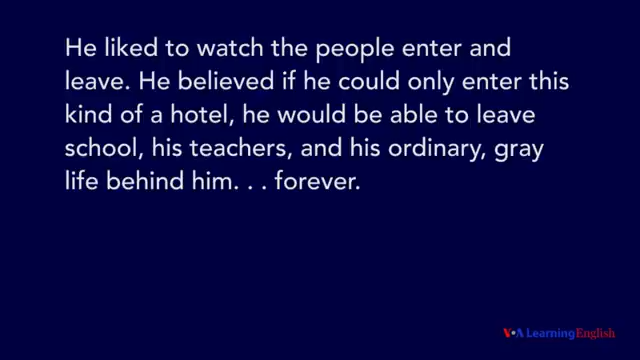 He liked to watch the people enter and
leave. He believed if he could only enter this
kind of a hotel, he would be able to leave
school, his teachers, and his ordinary, gray
life behind him. . . forever.
VOA Learning English